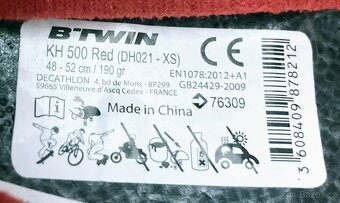 B'TWIN
KH 500 Red (DH021 - XS)
48 - 52 cm / 190 gr
DECATHLON 4, bd de Mons - BP299
59665 Villeneuve d'Ascq Cedex - FRANCE
CE
EN1078:2012+A1
GB24429-2009
Made in China
76309
3 608409 878212